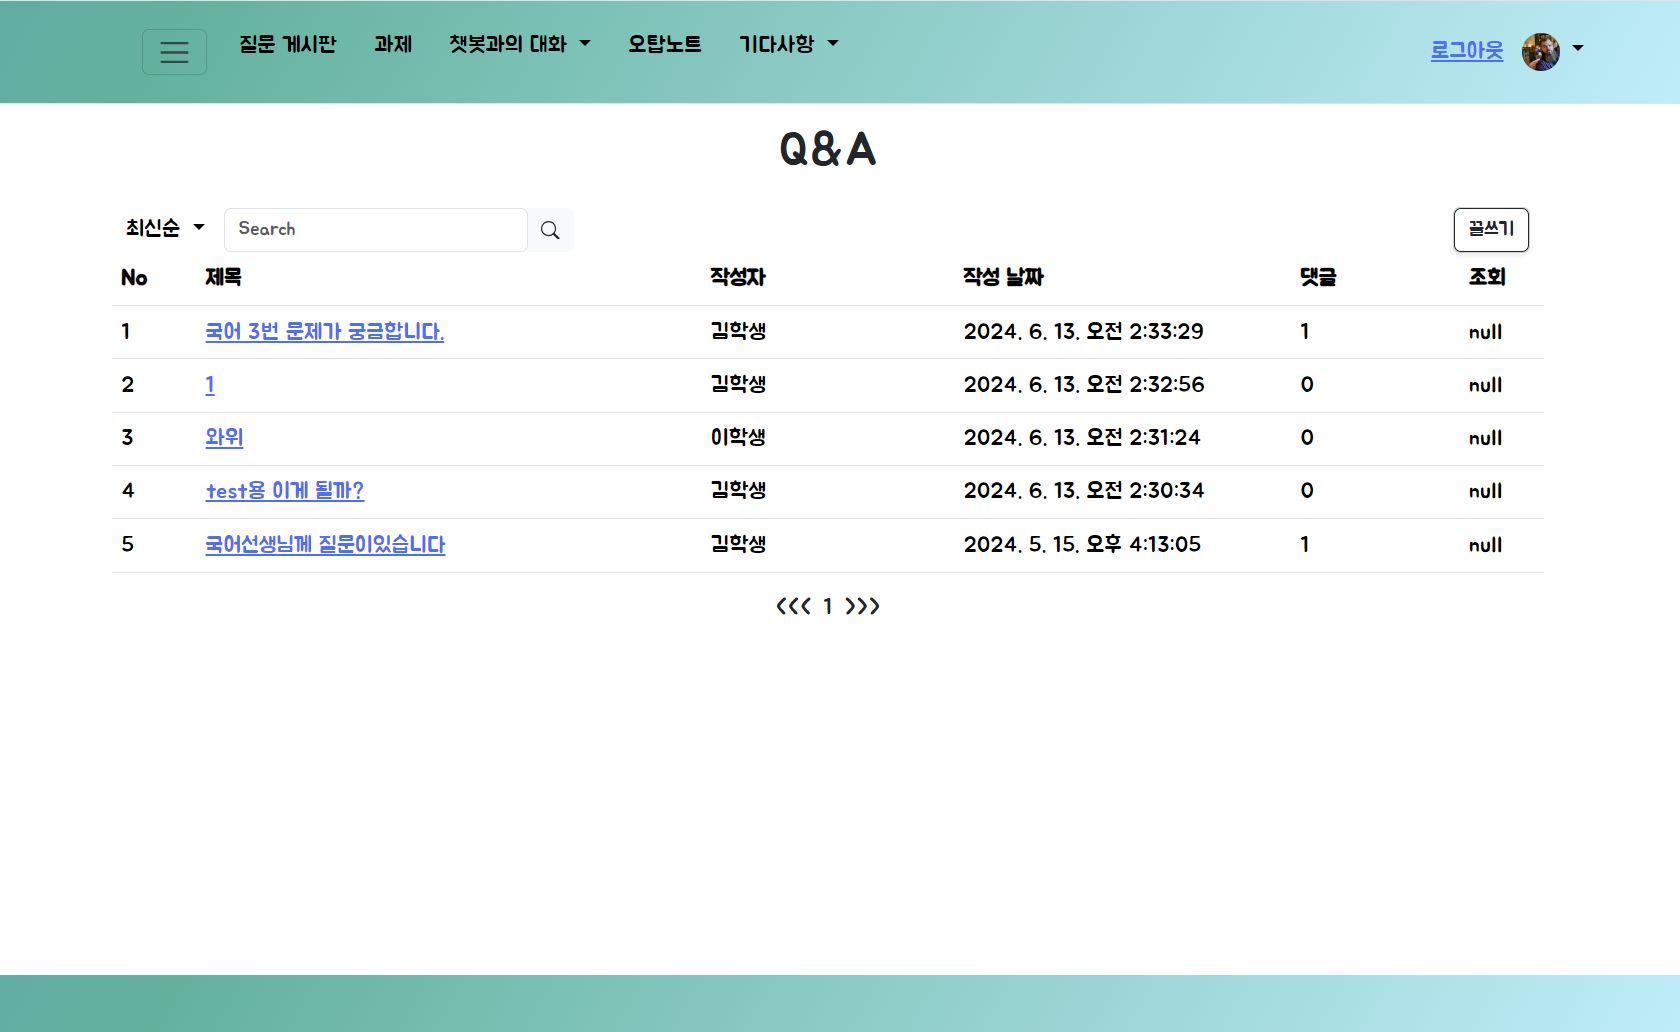 질문 게시판 과제 챗봇과의 대화 오탑노트 기다사항 로그아웃
Q&A
최신순 Search 끌쓰기
No 제목 작성자 작성 날짜 댓글 조회
1 국어 3번 문제가 궁금합니다. 김학생 2024. 6. 13. 오전 2:33:29 1 null
2 1 김학생 2024. 6. 13. 오전 2:32:56 0 null
3 와위 이학생 2024. 6. 13. 오전 2:31:24 0 null
4 test용 이게 될까? 김학생 2024. 6. 13. 오전 2:30:34 0 null
5 국어선생님께 질문이있습니다 김학생 2024. 5. 15. 오후 4:13:05 1 null
<<< 1 >>>